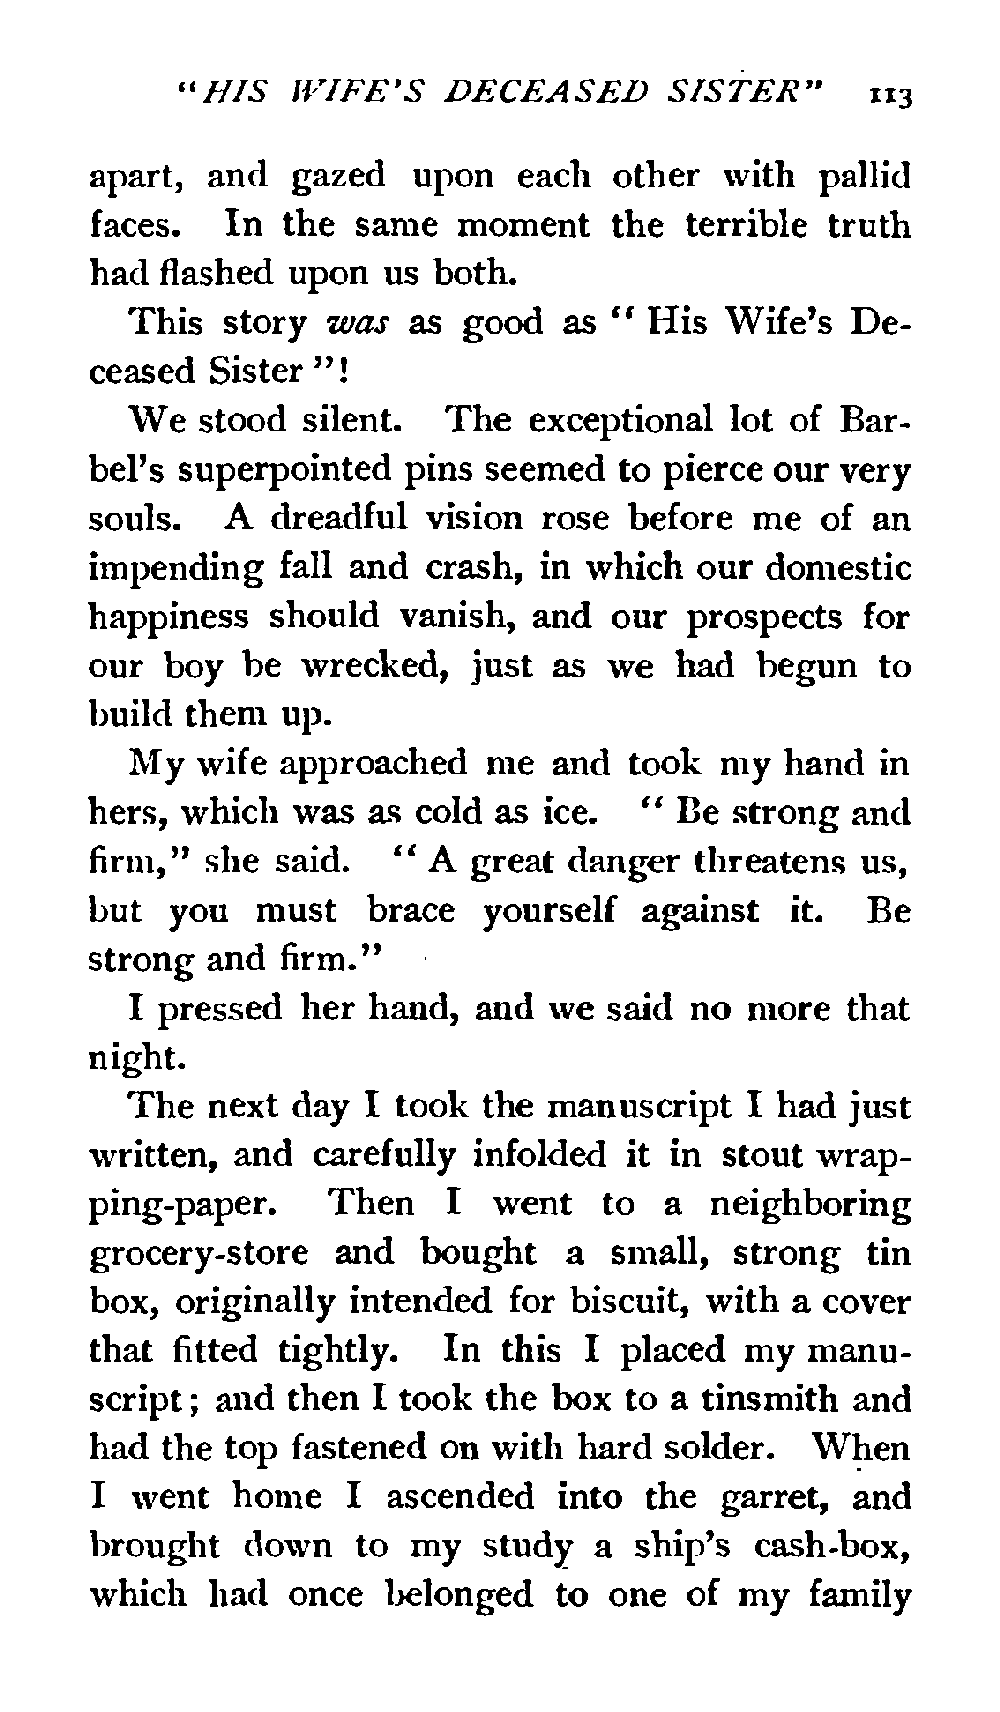 "HIS WIFE'S DECEASED SISTER" 113
apart, and gazed upon each other with pallid
faces. In the same moment the terrible truth
had flashed upon us both.
This story was as good as "His Wife's De-
ceased Sister"!
We stood silent. The exceptional lot of Bar-
bel's superpointed pins seemed to pierce our very
souls. A dreadful vision rose before me of an
impending fall and crash, in which our domestic
happiness should vanish, and our prospects for
our boy be wrecked, just as we had begun to
build them up.
My wife approached me and took my hand in
hers, which was as cold as ice. "Be strong and
firm," she said. "A great danger threatens us,
but you must brace yourself against it. Be
strong and firm."
I pressed her hand, and we said no more that
night.
The next day I took the manuscript I had just
written, and carefully infolded it in stout wrap-
ping-paper. Then I went to a neighboring
grocery-store and bought a small, strong tin
box, originally intended for biscuit, with a cover
that fitted tightly. In this I placed my manu-
script; and then I took the box to a tinsmith and
had the top fastened on with hard solder. When
I went home I ascended into the garret, and
brought down to my study a ship's cash-box,
which had once belonged to one of my family